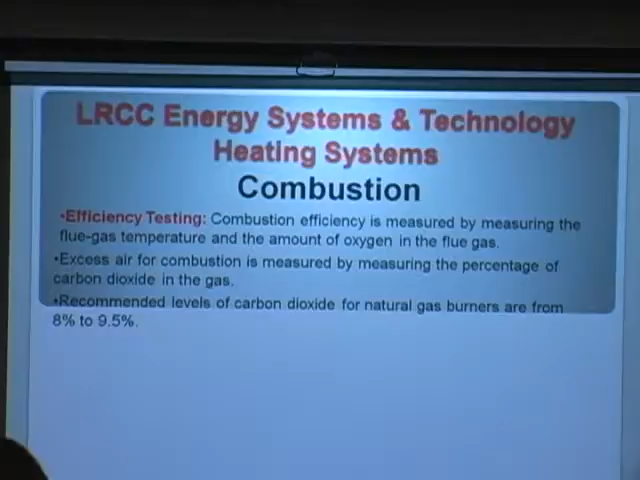 LRCC Energy Systems & Technology
Heating Systems
Combustion
•Efficiency Testing: Combustion efficiency is measured by measuring the
flue-gas temperature and the amount of oxygen in the flue gas.
•Excess air for combustion is measured by measuring the percentage of
carbon dioxide in the gas.
•Recommended levels of carbon dioxide for natural gas burners are from
8% to 9.5%.